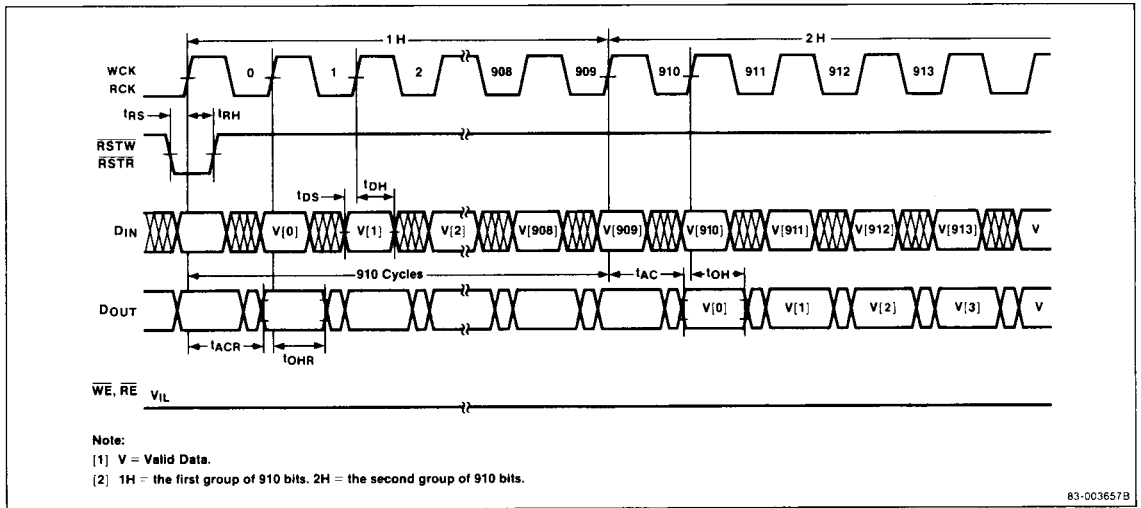 1 H 2 H
WCK 0 1 2 908 909 910 911 912 913
RCK
tRS tRH
RSTW
RSTR
tDS tDH
DIN V[0] V[1] V[2] V[908] V[909] V[910] V[911] V[912] V[913] V
910 Cycles tAC tOH
DOUT V[0] V[1] V[2] V[3] V
tACR tOHR
WE, RE VIL
Note:
[1] V = Valid Data.
[2] 1H = the first group of 910 bits. 2H = the second group of 910 bits.
83-003657B